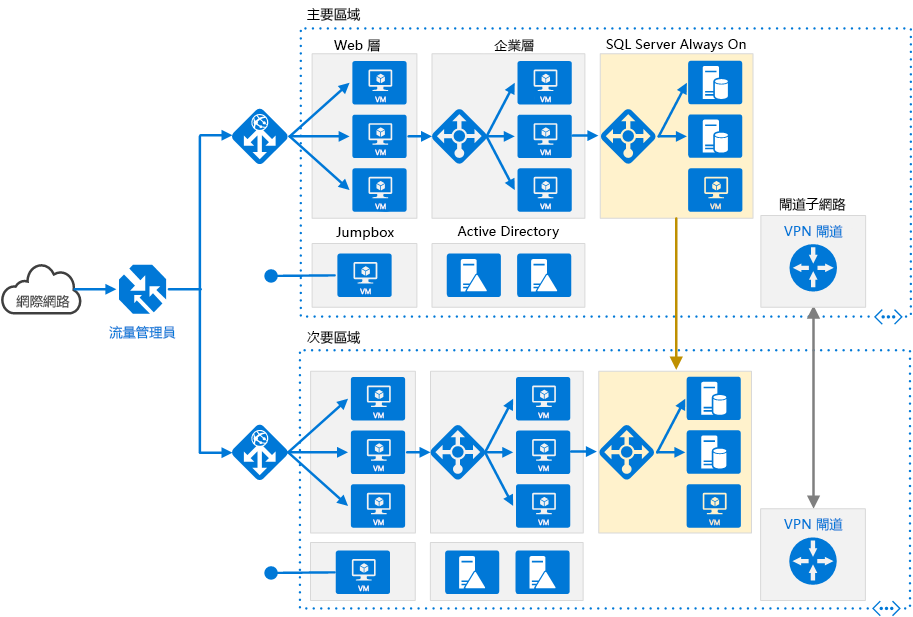 主要區域
Web 層
企業層
SQL Server Always On
VM
VM
VM
VM
VM
VM
VM
閘道子網路
VPN 閘道
Jumpbox
Active Directory
VM
網際網路
流量管理員
次要區域
VM
VM
VM
VM
VM
VM
VM
VPN 閘道
VM